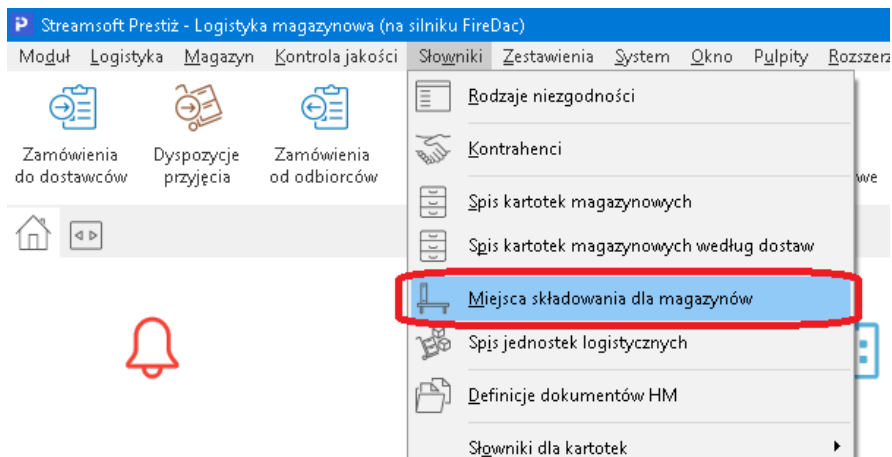 Streamsoft Prestiż - Logistyka magazynowa (na silniku FireDac)
Moduł Logistyka Magazyn Kontrola jakości Słowniki Zestawienia System Okno Pulpity Rozszerz
Zamówienia do dostawców
Dyspozycje przyjęcia
Zamówienia od odbiorców
we
Rodzaje niezgodności
Kontrahenci
Spis kartotek magazynowych
Spis kartotek magazynowych według dostaw
Miejsca składowania dla magazynów
Spis jednostek logistycznych
Definicje dokumentów HM
Słowniki dla kartotek